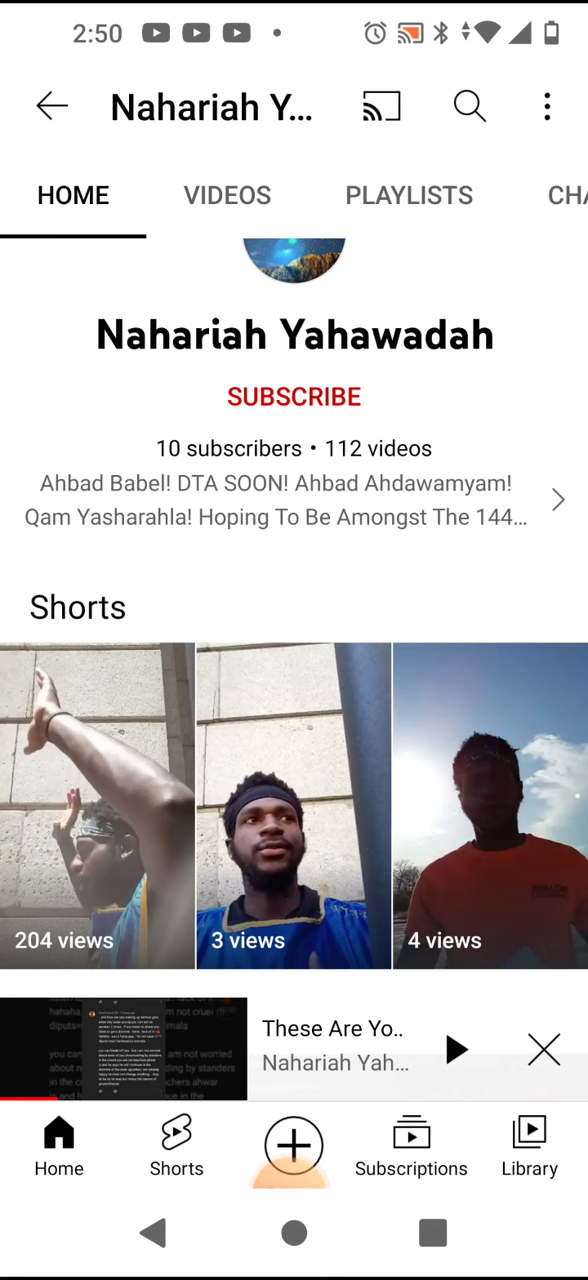 2:50
Nahariah Y...
HOME VIDEOS PLAYLISTS CHA
Nahariah Yahawadah
SUBSCRIBE
10 subscribers • 112 videos
Ahbad Babel! DTA SOON! Ahbad Ahdawamyam!
Qam Yasharahla! Hoping To Be Amongst The 144...
Shorts
204 views
3 views
4 views
These Are Yo..
Nahariah Yah...
Home
Shorts
Subscriptions
Library